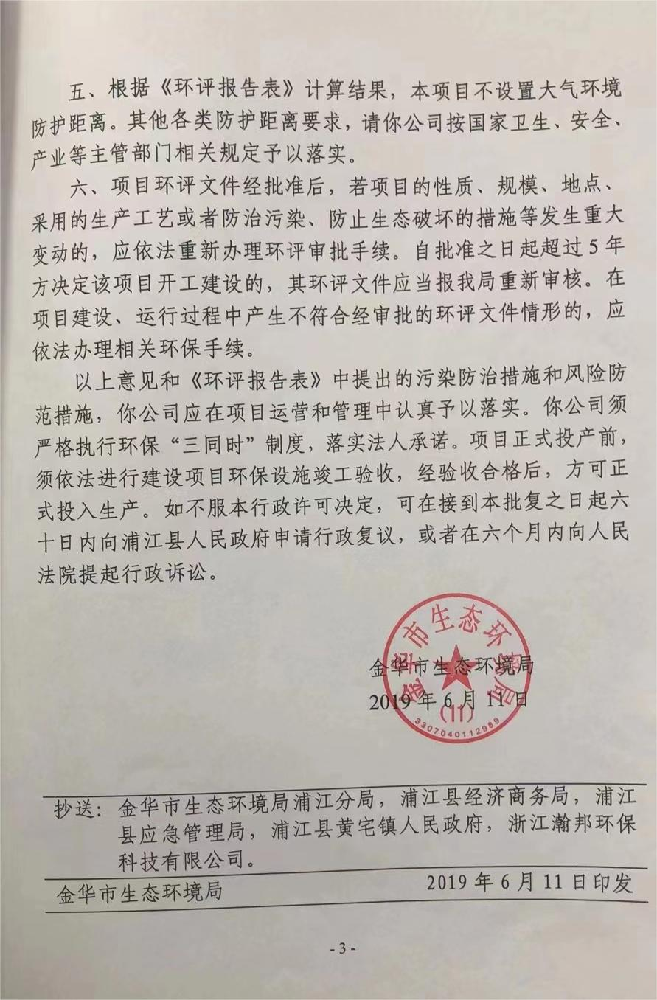 五、根据《环评报告表》计算结果，本项目不设置大气环境
防护距离。其他各类防护距离要求，请你公司按国家卫生、安全、
产业等主管部门相关规定予以落实。
六、项目环评文件经批准后，若项目的性质、规模、地点、
采用的生产工艺或者防治污染、防止生态破坏的措施等发生重大
变动的，应依法重新办理环评审批手续。自批准之日起超过 5 年
方决定该项目开工建设的，其环评文件应当报我局重新审核。在
项目建设、运行过程中产生不符合经审批的环评文件情形的，应
依法办理相关环保手续。
以上意见和《环评报告表》中提出的污染防治措施和风险防
范措施，你公司应在项目运营和管理中认真予以落实。你公司须
严格执行环保“三同时”制度，落实法人承诺。项目正式投产前，
须依法进行建设项目环保设施竣工验收，经验收合格后，方可正
式投入生产。如不服本行政许可决定，可在接到本批复之日起六
十日内向浦江县人民政府申请行政复议，或者在六个月内向人民
法院提起行政诉讼。
金华市生态环境局
金华市生态环境局
2019 年 6 月 11 日
(11)
3307040112989
抄送：金华市生态环境局浦江分局，浦江县经济商务局，浦江
县应急管理局，浦江县黄宅镇人民政府，浙江瀚邦环保
科技有限公司。
金华市生态环境局 2019 年 6 月 11 日印发
- 3 -